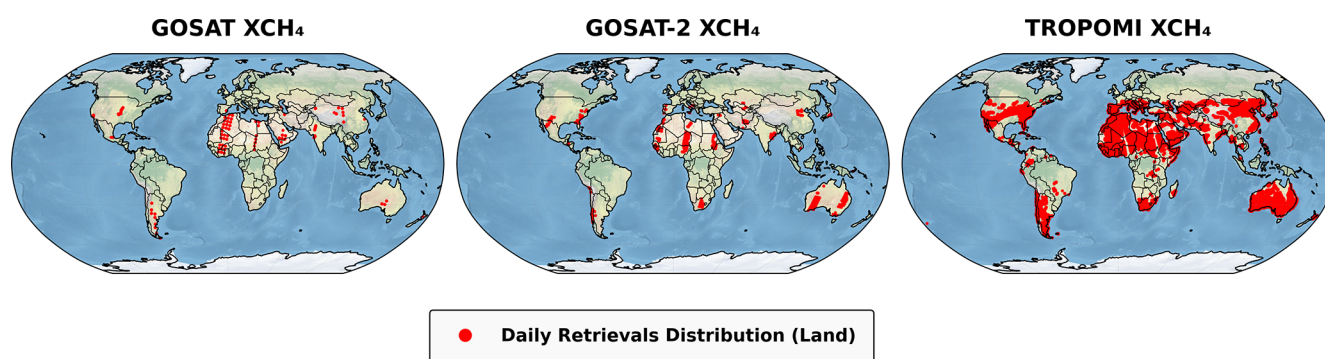 GOSAT XCH₄
GOSAT-2 XCH₄
TROPOMI XCH₄
Daily Retrievals Distribution (Land)